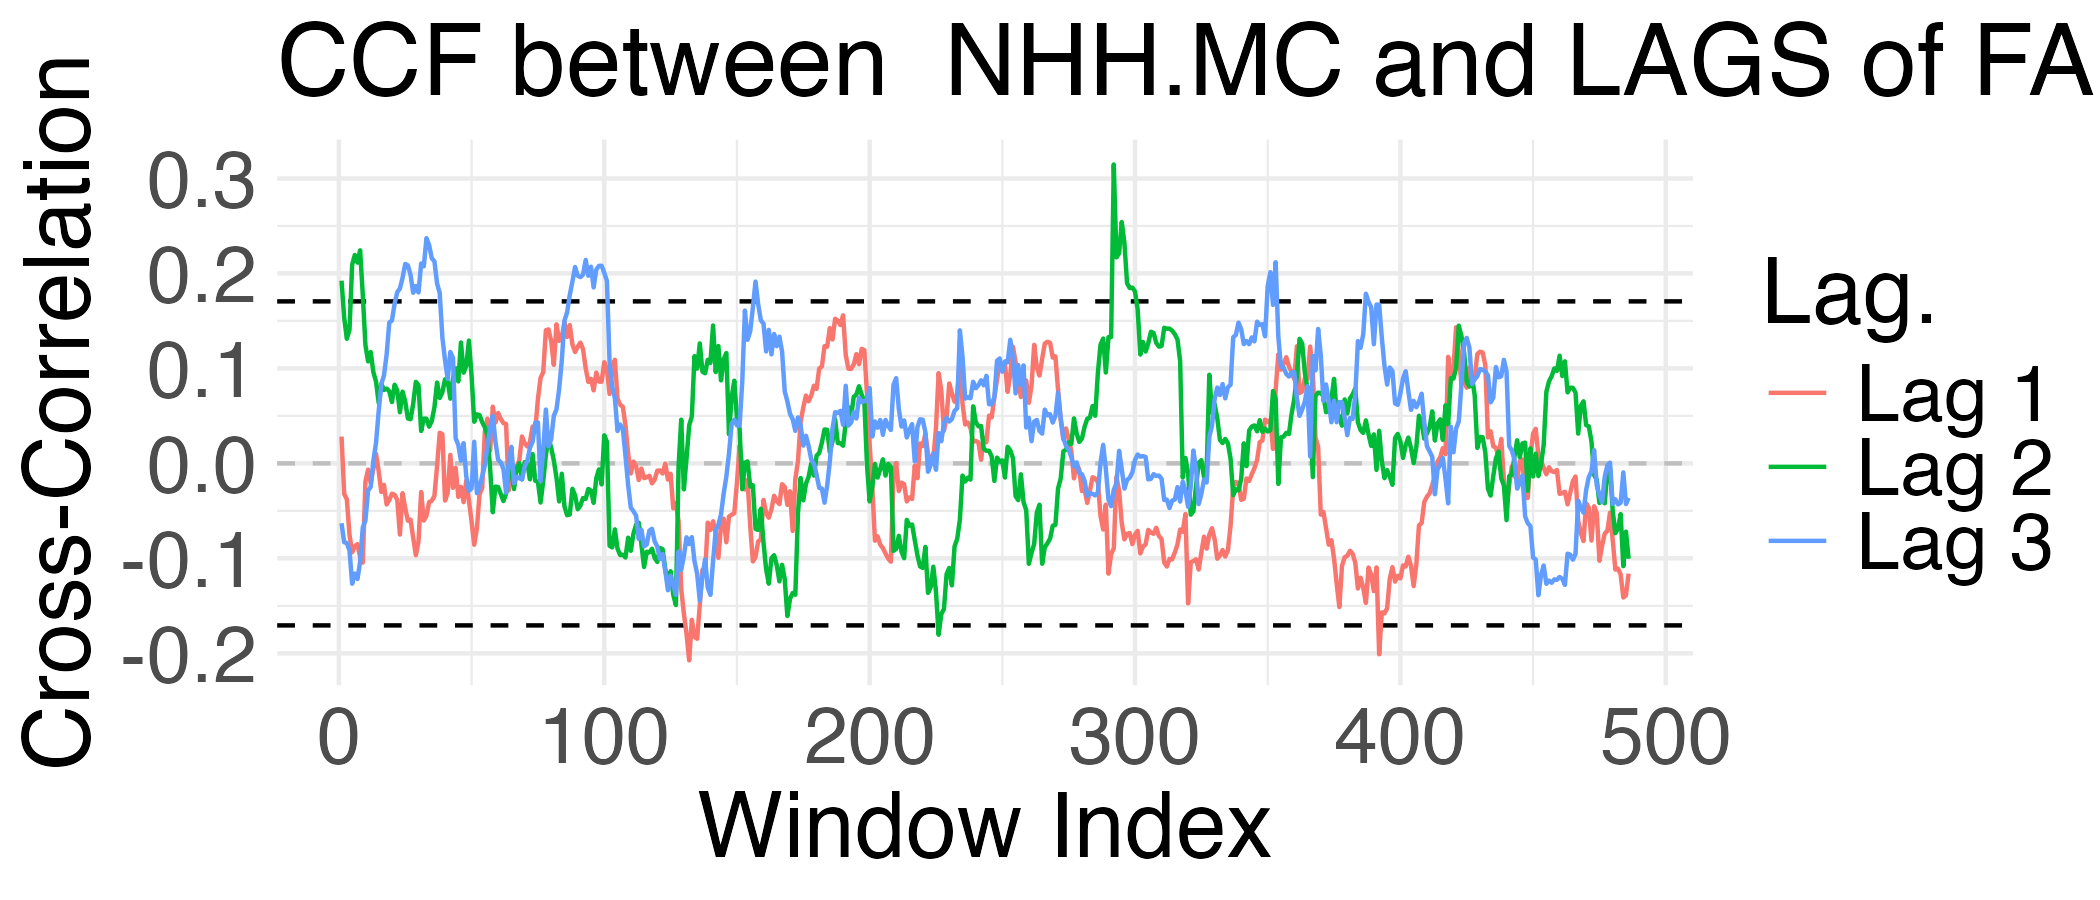 CCF between  NHH.MC and LAGS of FA
Cross-Correlation
0.3
0.2
0.1
0.0
-0.1
-0.2
0 100 200 300 400 500
Window Index
Lag.
Lag 1
Lag 2
Lag 3